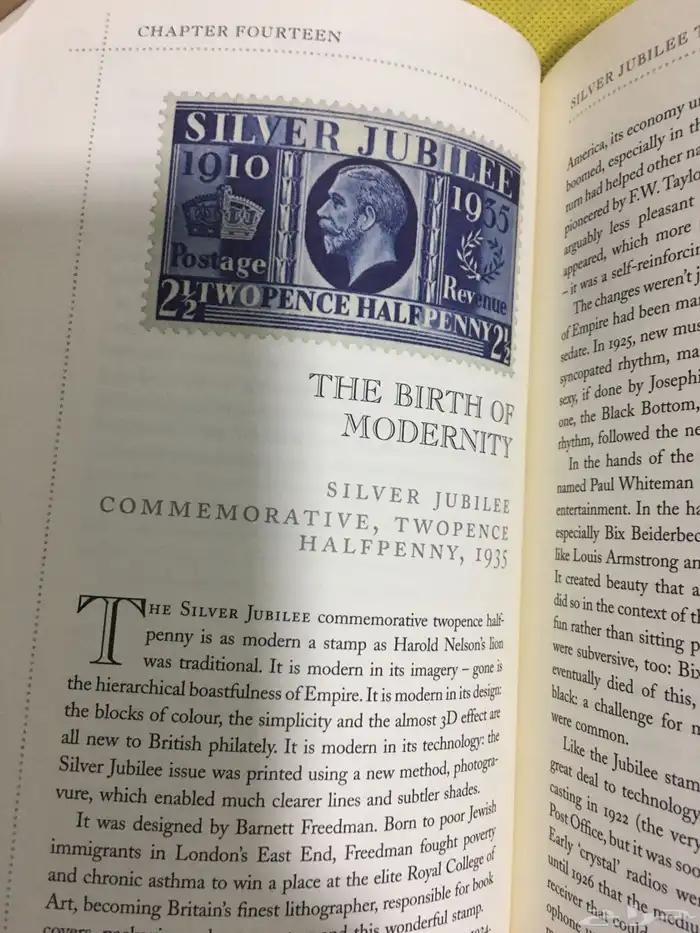 CHAPTER FOURTEEN
SILVER JUBILEE
1910
1935
Postage
Revenue
2½ TWOPENCE HALFPENNY 2½
THE BIRTH OF
MODERNITY
SILVER JUBILEE
COMMEMORATIVE, TWOPENCE
HALFPENNY, 1935
THE SILVER JUBILEE commemorative twopence half-
penny is as modern a stamp as Harold Nelson's lion
was traditional. It is modern in its imagery – gone is
the hierarchical boastfulness of Empire. It is modern in its design:
the blocks of colour, the simplicity and the almost 3D effect are
all new to British philately. It is modern in its technology: the
Silver Jubilee issue was printed using a new method, photogra-
vure, which enabled much clearer lines and subtler shades.
It was designed by Barnett Freedman. Born to poor Jewish
immigrants in London's East End, Freedman fought poverty
and chronic asthma to win a place at the elite Royal College of
Art, becoming Britain's finest lithographer, responsible for book
covers, and this wonderful stamp.
SILVER JUBILEE
America, its economy
boomed, especially in
turn had helped other
pioneered by F.W. Taylo
arguably less pleasant
appeared, which more
– it was a self-reinforcin
The changes weren't
of Empire had been
sedate. In 1925, new mus
syncopated rhythm,
sexy, if done by Josephi
one, the Black Bottom,
rhythm, followed the
In the hands of the
named Paul Whiteman
entertainment. In the
especially Bix Beiderbec
like Louis Armstrong
It created beauty that
did so in the context of
fun rather than sitting
were subversive, too: Bix
eventually died of this,
black: a challenge for
were common.
Like the Jubilee stam
great deal to technology
casting in 1922 (the very
Post Office, but it was soo
Early 'crystal' radios
until 1926 that the
receiver that could